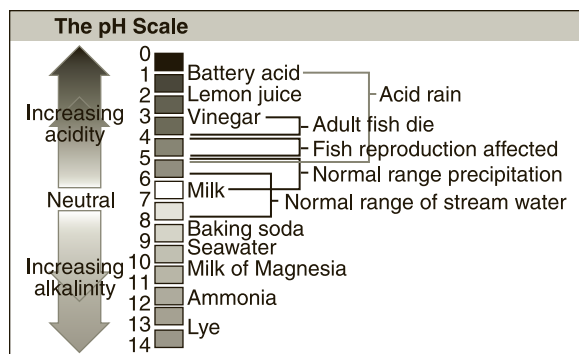 The pH Scale
0
1
Battery acid
Lemon juice
Acid rain
2
3
Vinegar
Increasing
acidity
Adult fish die
4
Fish reproduction affected
5
Normal range precipitation
6
Milk
Neutral
7
Normal range of stream water
8
Baking soda
9
Seawater
10
Increasing
alkalinity
Milk of Magnesia
11
12
Ammonia
13
Lye
14